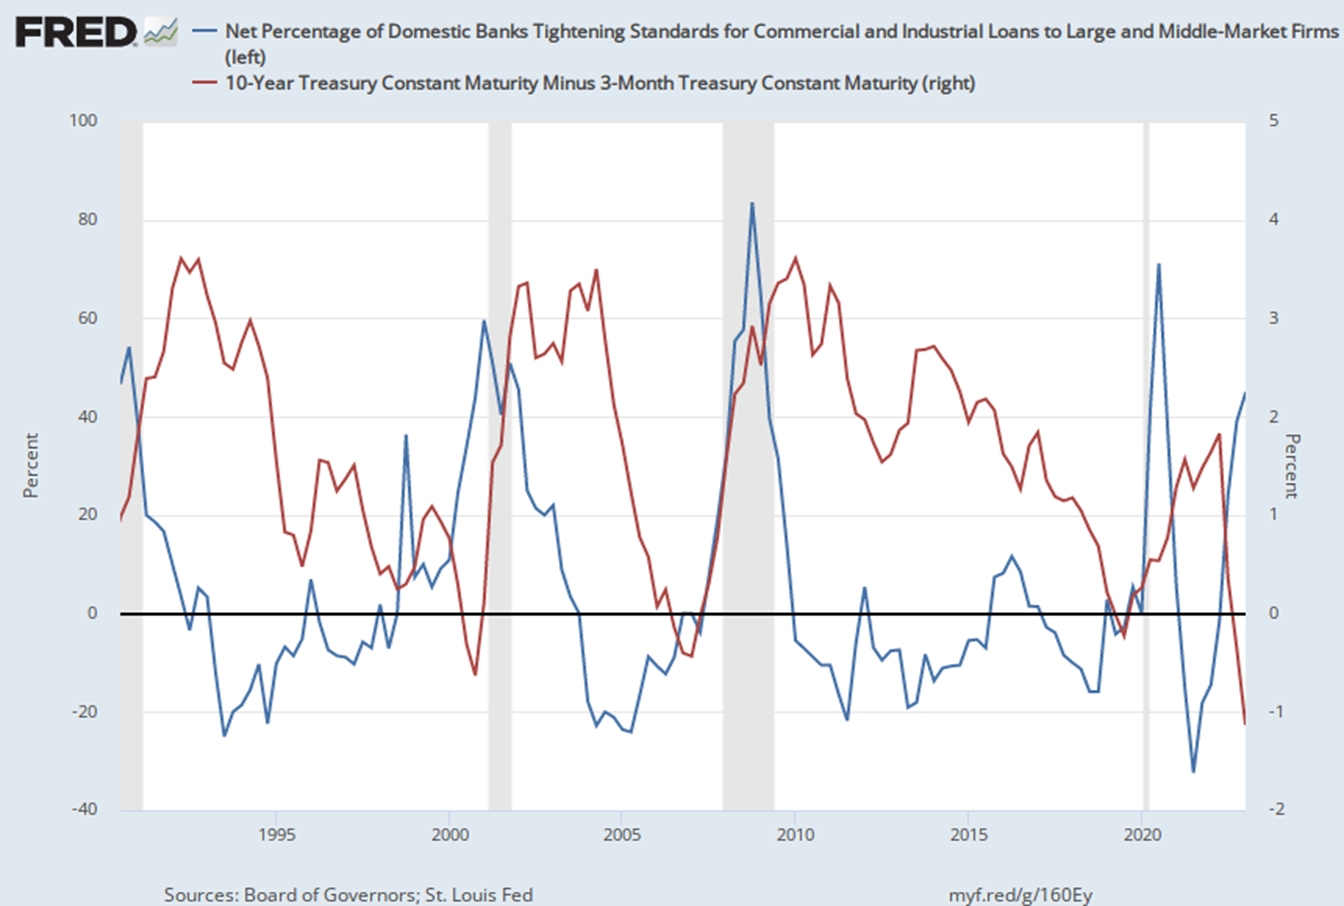 FRED
Net Percentage of Domestic Banks Tightening Standards for Commercial and Industrial Loans to Large and Middle-Market Firms
(left)
10-Year Treasury Constant Maturity Minus 3-Month Treasury Constant Maturity (right)
100 5
80 4
60 3
40 2
Percent Percent
20 1
0 0
-20 -1
-40 -2
1995 2000 2005 2010 2015 2020
Sources: Board of Governors; St. Louis Fed myf.red/g/160Ey